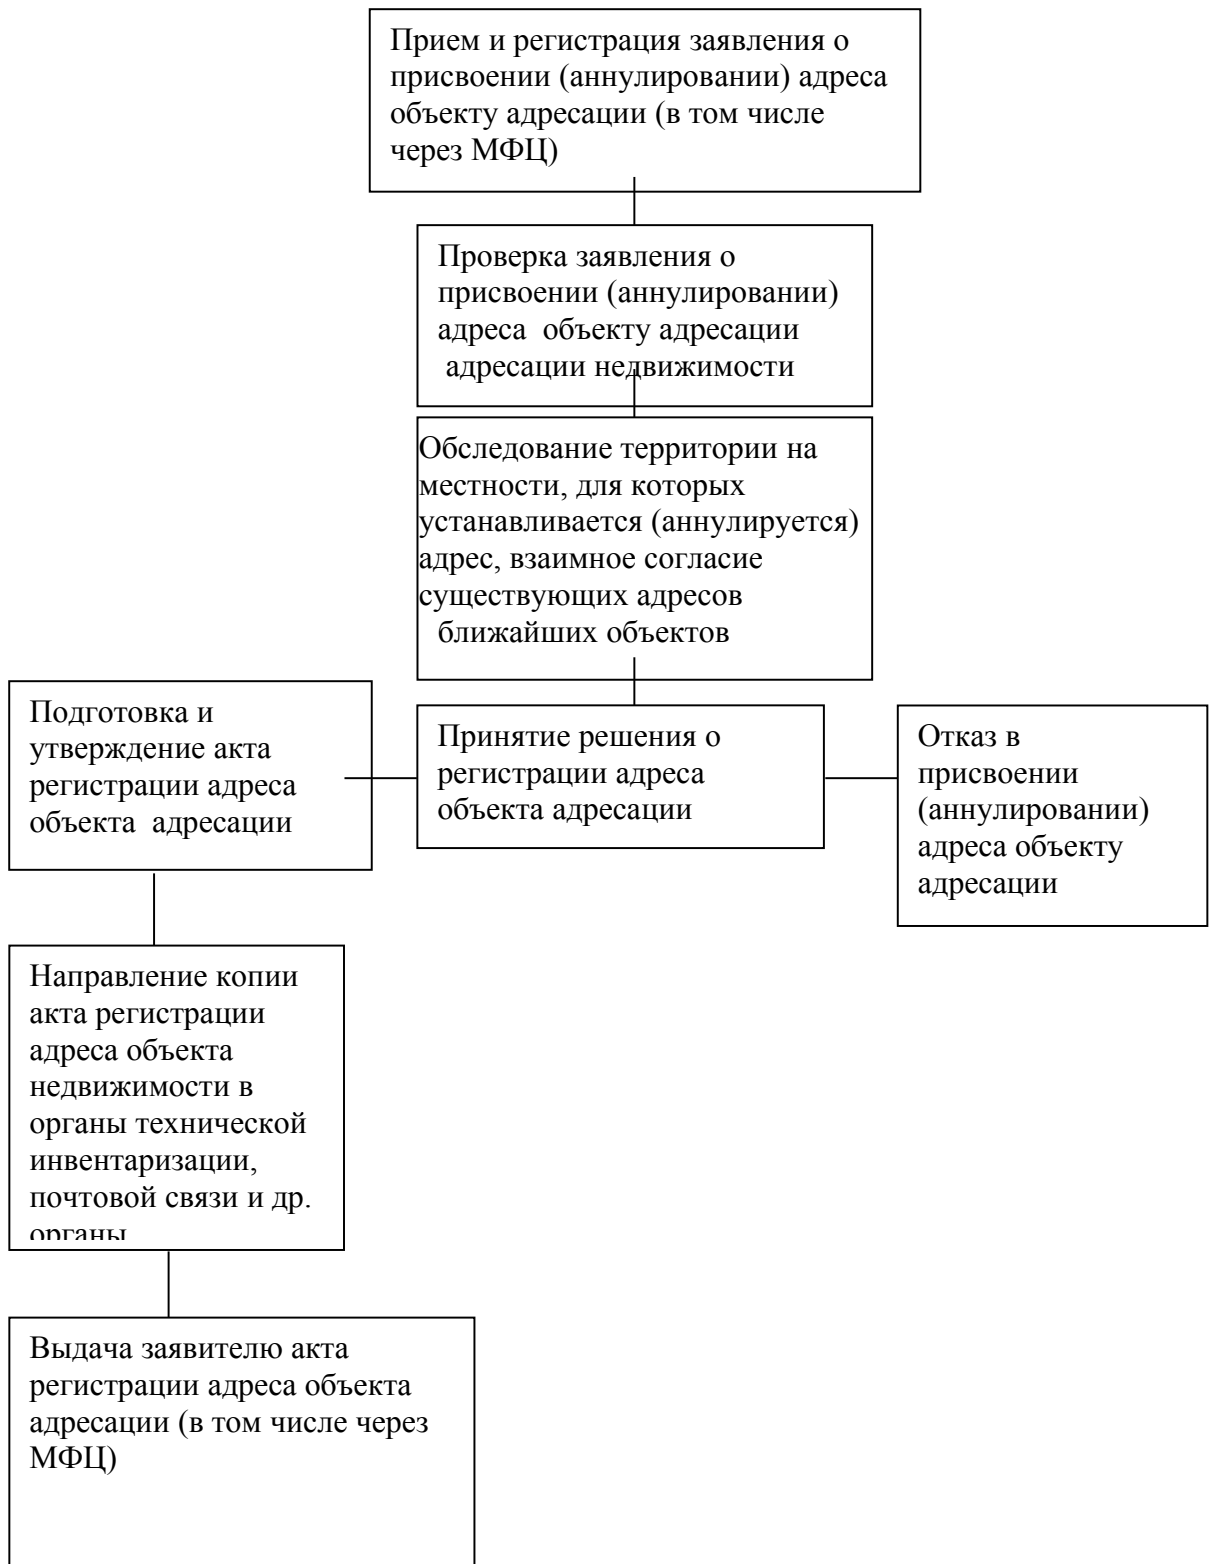 Прием и регистрация заявления о
присвоении (аннулировании) адреса
объекту адресации (в том числе
через МФЦ)
Проверка заявления о
присвоении (аннулировании)
адреса  объекту адресации
адресации недвижимости
Обследование территории на
местности, для которых
устанавливается (аннулируется)
адрес, взаимное согласие
существующих адресов
ближайших объектов
Подготовка и
утверждение акта
регистрации адреса
объекта  адресации
Принятие решения о
регистрации адреса
объекта адресации
Отказ в
присвоении
(аннулировании)
адреса объекту
адресации
Направление копии
акта регистрации
адреса объекта
недвижимости в
органы технической
инвентаризации,
почтовой связи и др.
органы
Выдача заявителю акта
регистрации адреса объекта
адресации (в том числе через
МФЦ)